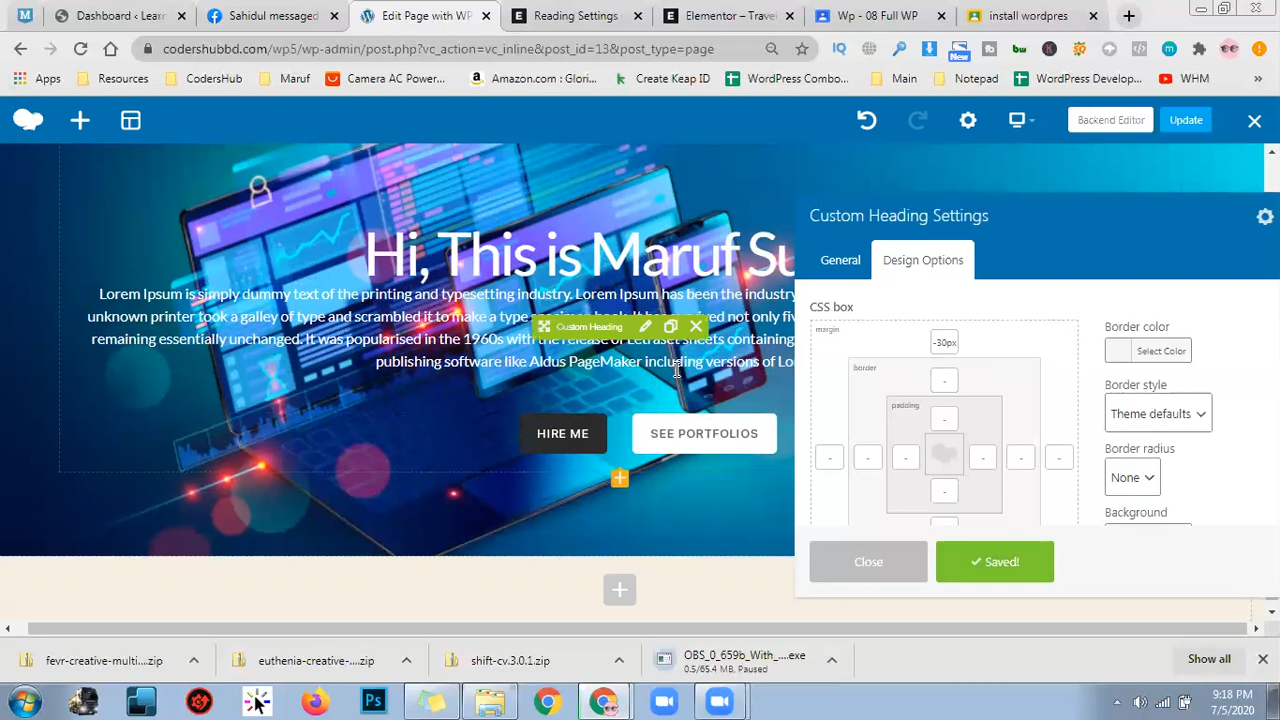 Dashboard ‹ Learn
Sahidul messaged
Edit Page with WP
Reading Settings
Elementor – Trave
Wp - 08 Full WP
install wordpres
codershubbd.com/wp5/wp-admin/post.php?vc_action=vc_inline&post_id=13&post_type=page
New
Apps
Resources
CodersHub
Maruf
Camera AC Power...
Amazon.com : Glori...
Create Keap ID
WordPress Combo...
Main
Notepad
WordPress Develop...
WHM
»
Backend Editor
Update
Custom Heading Settings
General
Design Options
Hi, This is Maruf Su
Lorem Ipsum is simply dummy text of the printing and typesetting industry. Lorem Ipsum has been the industry
unknown printer took a galley of type and scrambled it to make a type
ived not only fiv
Custom Heading
remaining essentially unchanged. It was popularised in the 1960s with the release of Letraset sheets containing
publishing software like Aldus PageMaker including versions of Lor
HIRE ME
SEE PORTFOLIOS
CSS box
margin
-30px
border
-
padding
-
- - - - - -
-
Border color
Select Color
Border style
Theme defaults
Border radius
None
Background
Close
Saved!
fevr-creative-multi....zip
euthenia-creative-....zip
shift-cv.3.0.1.zip
OBS_0_659b_With_....exe
0.5/65.4 MB, Paused
Show all
Ps
9:18 PM
7/5/2020